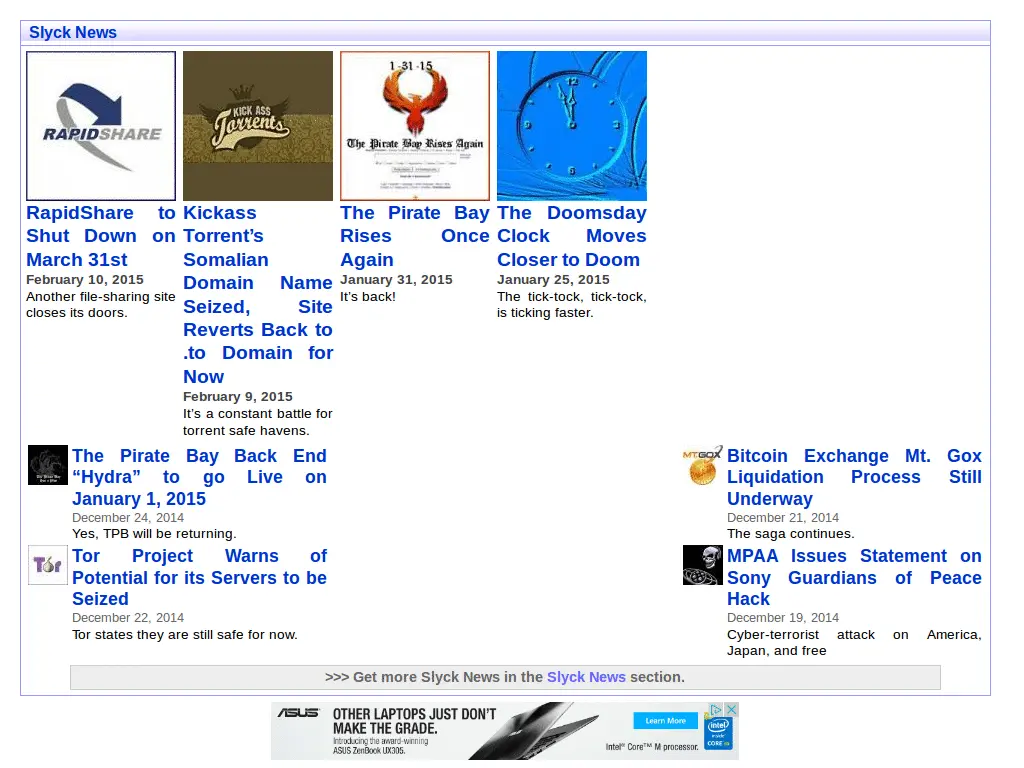 Slyck News
RAPIDSHARE
KICK ASS
Torrents
1-31-15
The Pirate Bay Rises Again
12
9
3
6
RapidShare to
Shut Down on
March 31st
February 10, 2015
Another file-sharing site
closes its doors.
Kickass
Torrent’s
Somalian
Domain Name
Seized, Site
Reverts Back to
.to Domain for
Now
February 9, 2015
It’s a constant battle for
torrent safe havens.
The Pirate Bay
Rises Once
Again
January 31, 2015
It’s back!
The Doomsday
Clock Moves
Closer to Doom
January 25, 2015
The tick-tock, tick-tock,
is ticking faster.
The Pirate Bay Back End
“Hydra” to go Live on
January 1, 2015
December 24, 2014
Yes, TPB will be returning.
MT.GOX
Bitcoin Exchange Mt. Gox
Liquidation Process Still
Underway
December 21, 2014
The saga continues.
Tor
Tor Project Warns of
Potential for its Servers to be
Seized
December 22, 2014
Tor states they are still safe for now.
MPAA Issues Statement on
Sony Guardians of Peace
Hack
December 19, 2014
Cyber-terrorist attack on America,
Japan, and free
>>> Get more Slyck News in the Slyck News section.
ASUS
OTHER LAPTOPS JUST DON’T
MAKE THE GRADE.
Introducing the award-winning
ASUS ZenBook UX305.
Learn More
Intel® Core™ M processor.
intel
inside
CORE M